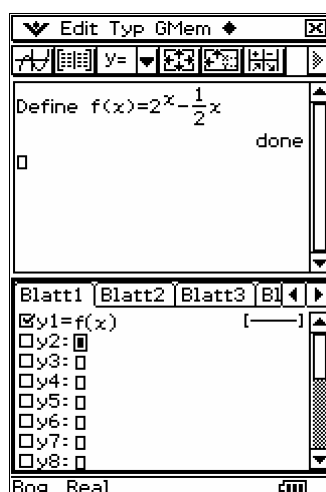 Edit Typ GMem
y=
Define f(x)=2^x-1/2x
done
Blatt1 Blatt2 Blatt3 Bl
y1=f(x) [——]
y2:
y3:
y4:
y5:
y6:
y7:
y8:
Bog Real